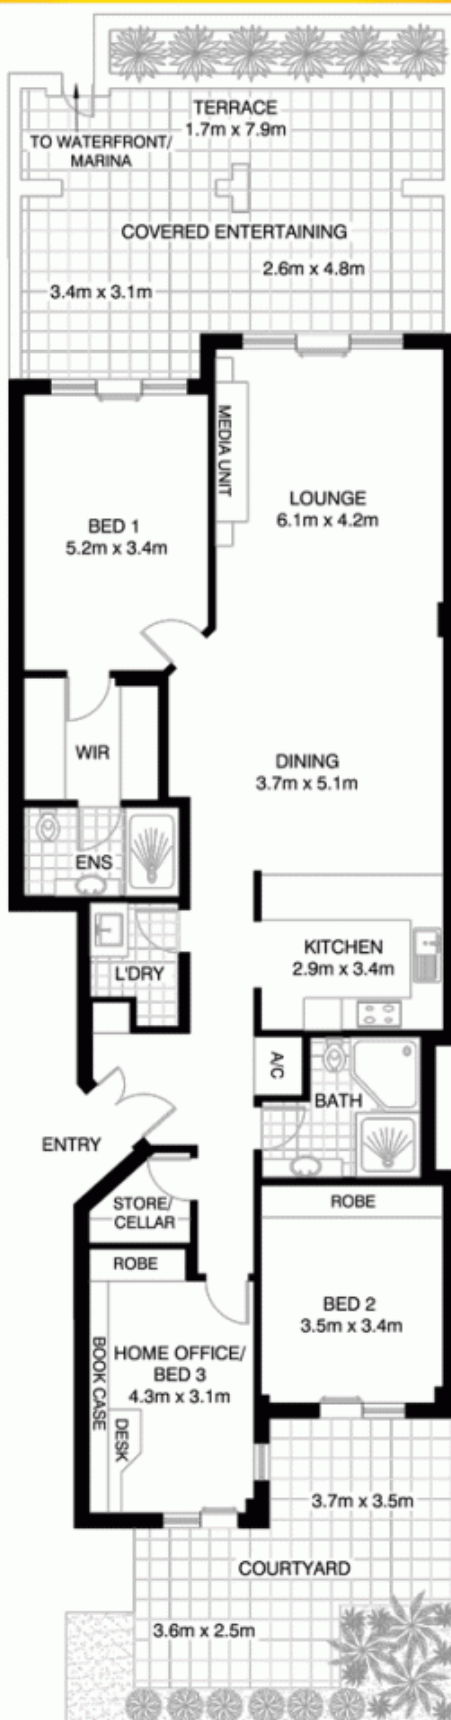 TERRACE
1.7m x 7.9m
TO WATERFRONT/
MARINA
COVERED ENTERTAINING
2.6m x 4.8m
3.4m x 3.1m
MEDIA UNIT
LOUNGE
6.1m x 4.2m
BED 1
5.2m x 3.4m
WIR
DINING
3.7m x 5.1m
ENS
KITCHEN
2.9m x 3.4m
L'DRY
A/C
BATH
ENTRY
STORE/
CELLAR
ROBE
ROBE
BED 2
3.5m x 3.4m
HOME OFFICE/
BED 3
4.3m x 3.1m
BOOK CASE
DESK
3.7m x 3.5m
COURTYARD
3.6m x 2.5m